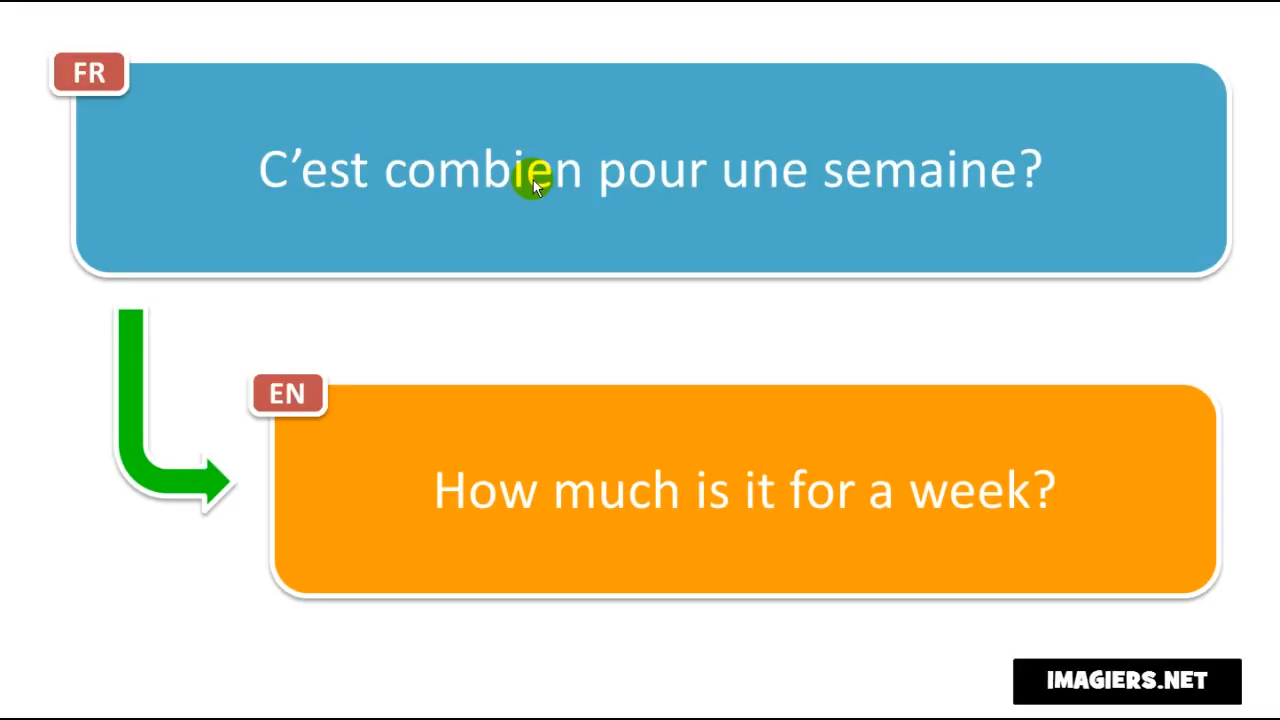 FR
C’est combien pour une semaine?
EN
How much is it for a week?
IMAGIERS.NET